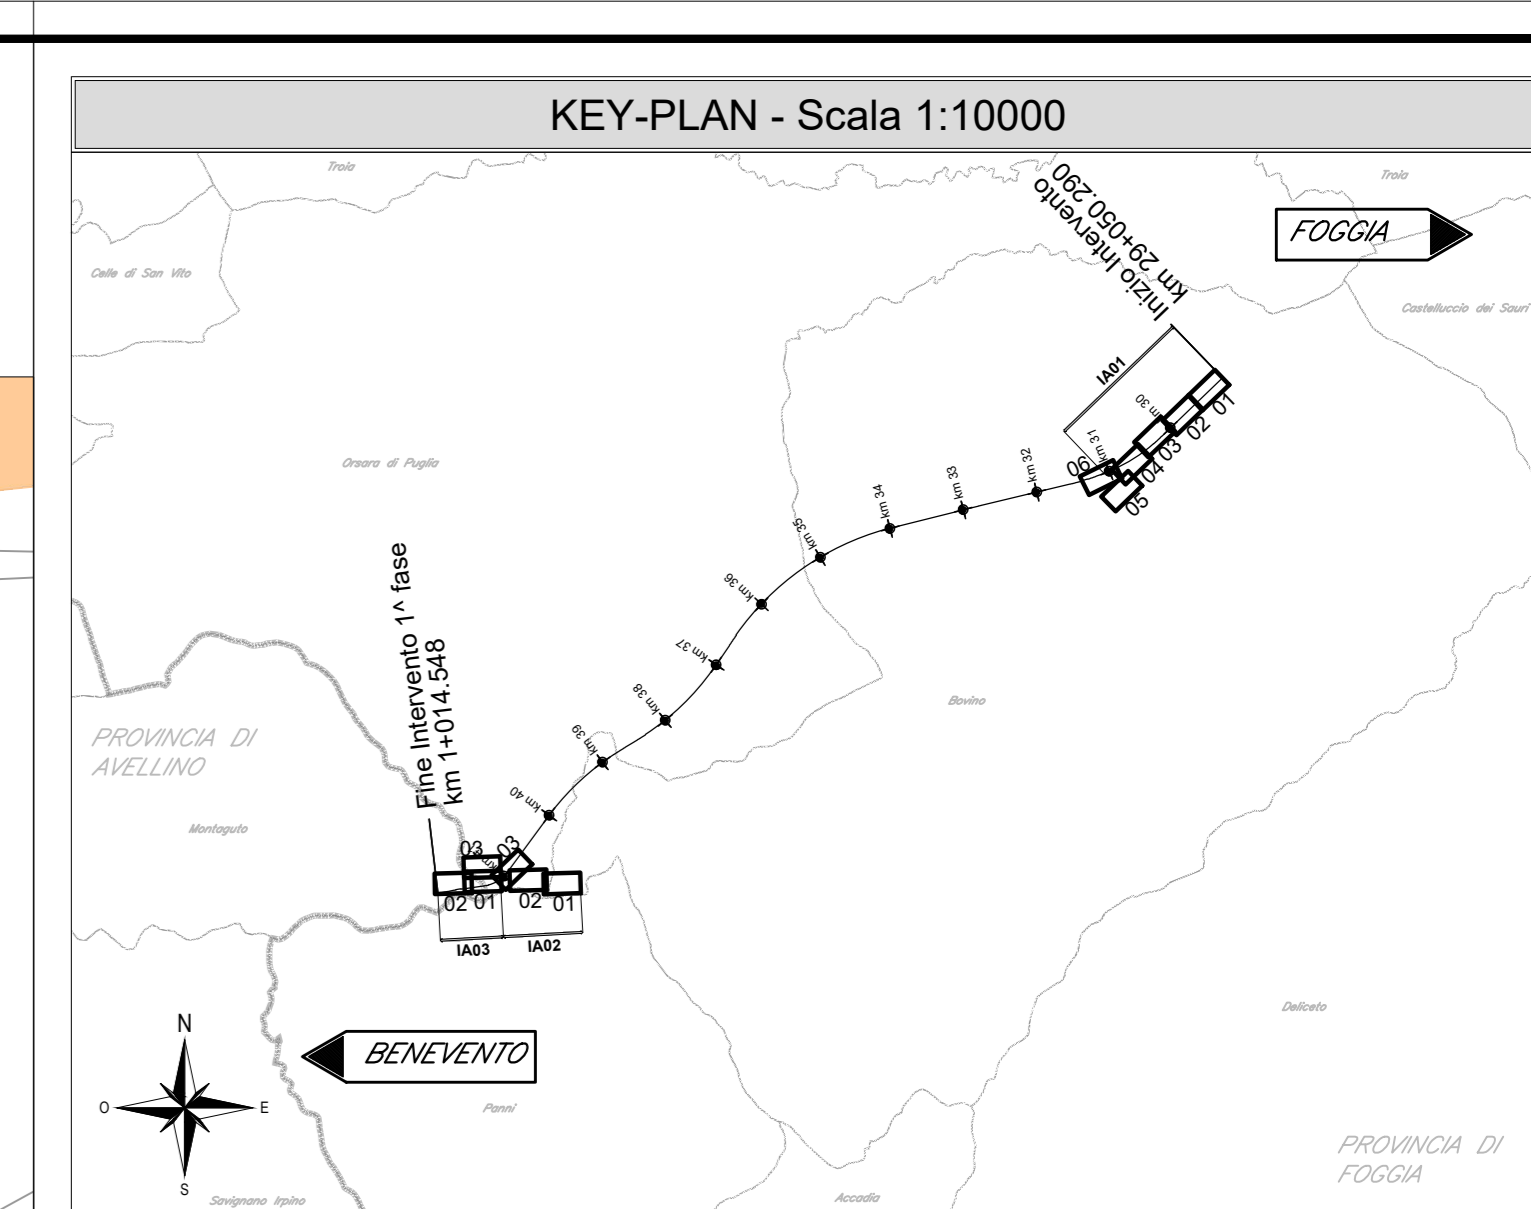 KEY-PLAN - Scala 1:10000
Troia
Troia
Inizio Intervento
km 29+050.290
FOGGIA
Celle di San Vito
Castelluccio dei Sauri
IA01
01
02
03
04
05
06
km 30
km 31
km 32
km 33
km 34
km 35
km 36
km 37
km 38
km 39
km 40
Orsara di Puglia
Fine Intervento 1^ fase
km 1+014.548
Bovino
PROVINCIA DI
AVELLINO
Montaguto
03
03
02
01
02
01
IA03
IA02
Deliceto
N
O
E
S
BENEVENTO
Panni
PROVINCIA DI
FOGGIA
Savignano Irpino
Accadia